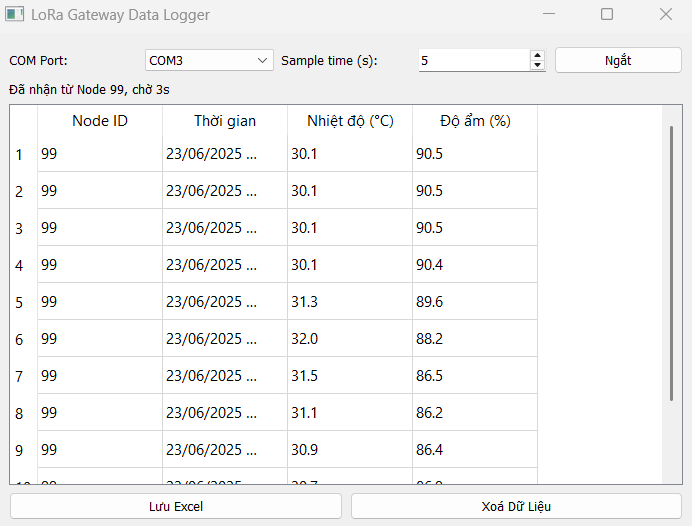 LoRa Gateway Data Logger
COM Port: COM3 Sample time (s): 5 Ngắt
Đã nhận từ Node 99, chờ 3s
Node ID Thời gian Nhiệt độ (°C) Độ ẩm (%)
1 99 23/06/2025 ... 30.1 90.5
2 99 23/06/2025 ... 30.1 90.5
3 99 23/06/2025 ... 30.1 90.5
4 99 23/06/2025 ... 30.1 90.4
5 99 23/06/2025 ... 31.3 89.6
6 99 23/06/2025 ... 32.0 88.2
7 99 23/06/2025 ... 31.5 86.5
8 99 23/06/2025 ... 31.1 86.2
9 99 23/06/2025 ... 30.9 86.4
Lưu Excel Xoá Dữ Liệu